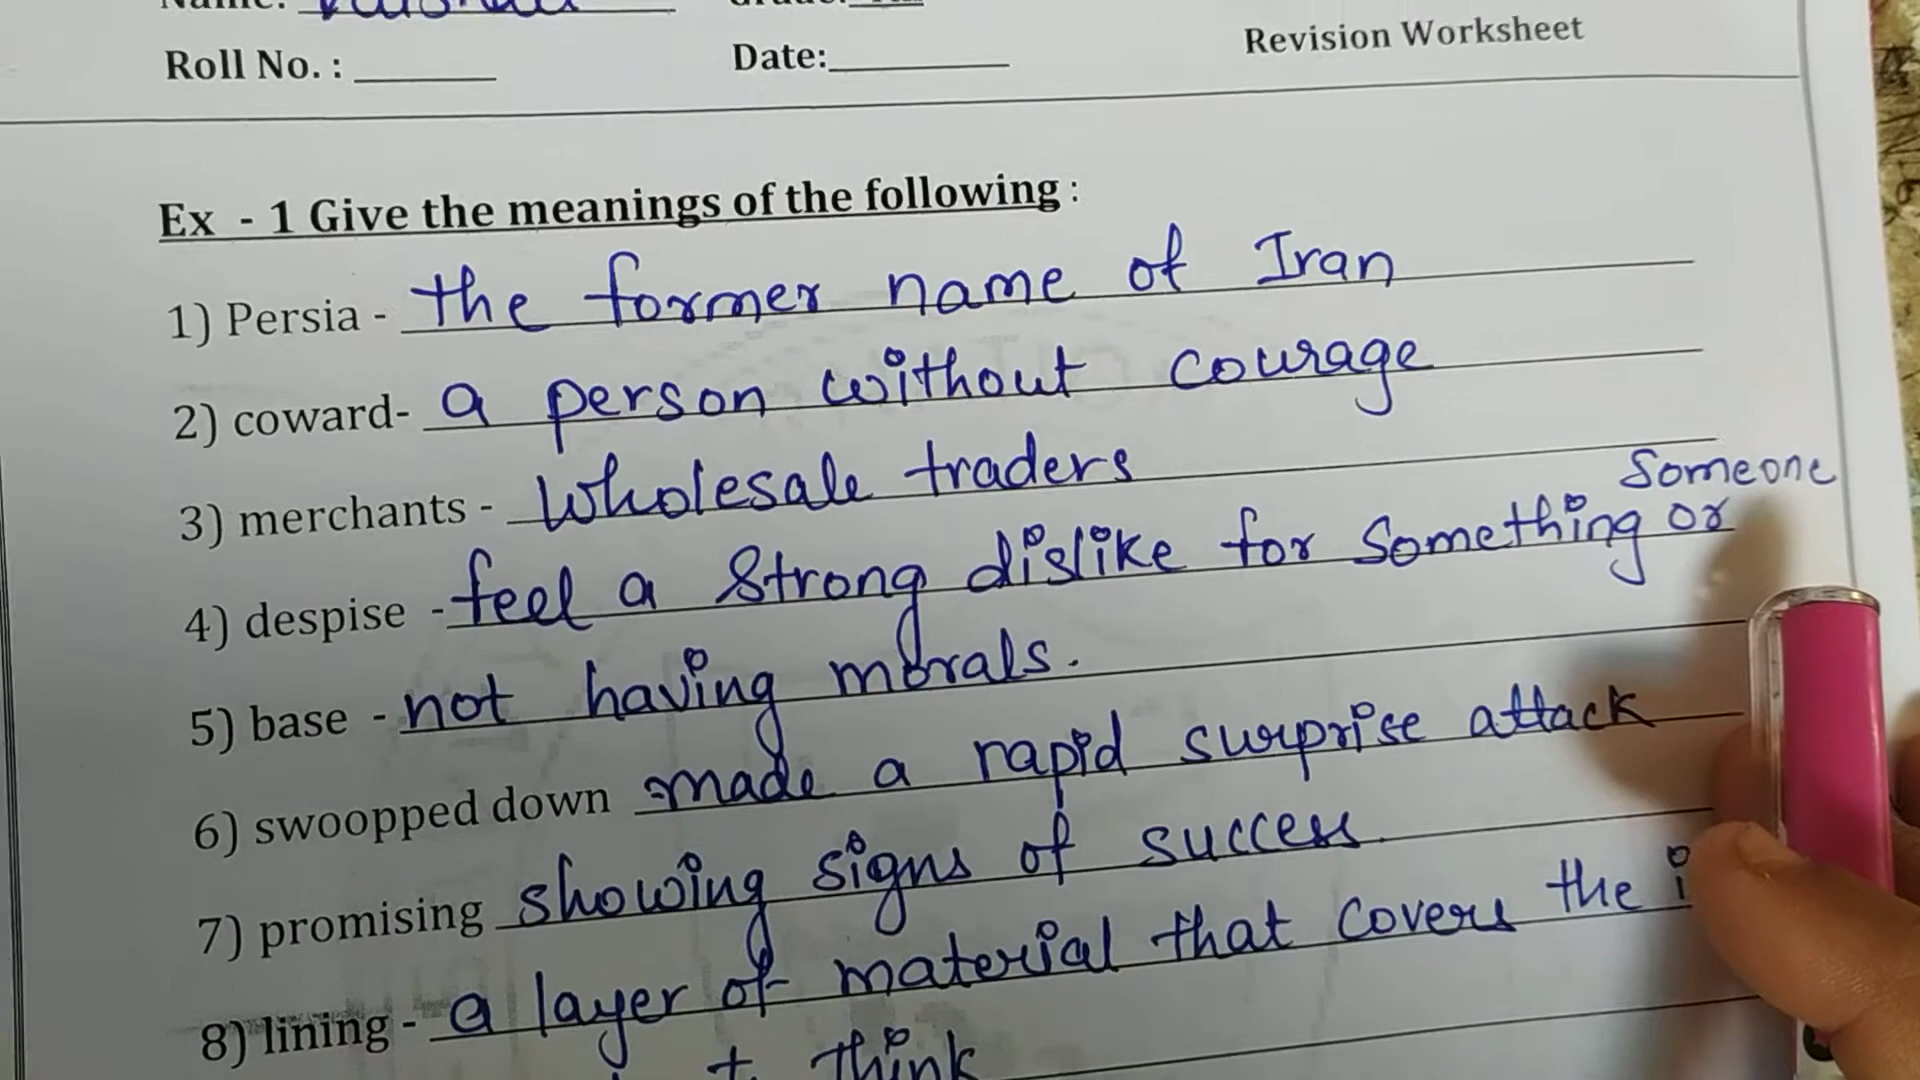 Name:
Roll No. : ______ Date:_________ Revision Worksheet
Ex - 1 Give the meanings of the following :
1) Persia - the former name of Iran
2) coward- a person without courage
3) merchants - Wholesale traders
someone
4) despise - feel a strong dislike for something or
5) base - not having morals.
6) swoopped down made a rapid surprise attack
7) promising showing signs of success.
8) lining - a layer of material that covers the
think